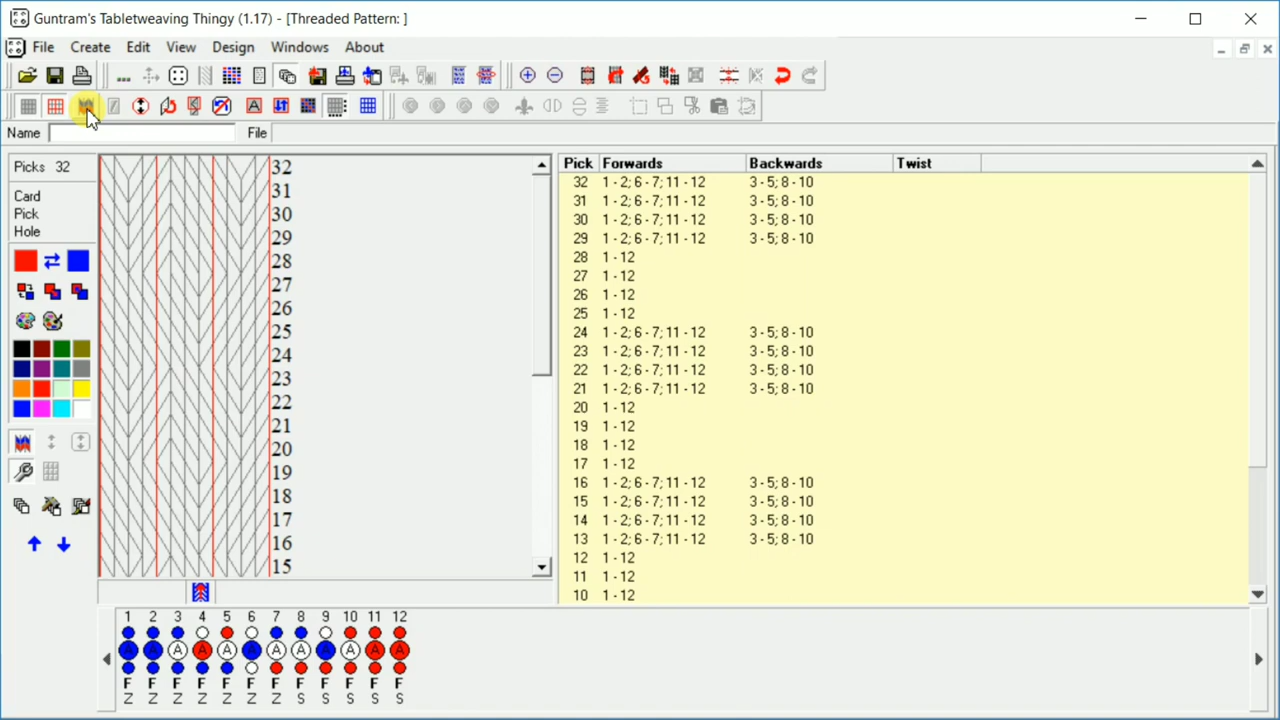 Guntram's Tabletweaving Thingy (1.17) - [Threaded Pattern: ]
File Create Edit View Design Windows About
Name File
Picks 32
Card
Pick
Hole
32
31
30
29
28
27
26
25
24
23
22
21
20
19
18
17
16
15
Pick Forwards Backwards Twist
32 1 - 2; 6 - 7; 11 - 12 3 - 5; 8 - 10
31 1 - 2; 6 - 7; 11 - 12 3 - 5; 8 - 10
30 1 - 2; 6 - 7; 11 - 12 3 - 5; 8 - 10
29 1 - 2; 6 - 7; 11 - 12 3 - 5; 8 - 10
28 1 - 12
27 1 - 12
26 1 - 12
25 1 - 12
24 1 - 2; 6 - 7; 11 - 12 3 - 5; 8 - 10
23 1 - 2; 6 - 7; 11 - 12 3 - 5; 8 - 10
22 1 - 2; 6 - 7; 11 - 12 3 - 5; 8 - 10
21 1 - 2; 6 - 7; 11 - 12 3 - 5; 8 - 10
20 1 - 12
19 1 - 12
18 1 - 12
17 1 - 12
16 1 - 2; 6 - 7; 11 - 12 3 - 5; 8 - 10
15 1 - 2; 6 - 7; 11 - 12 3 - 5; 8 - 10
14 1 - 2; 6 - 7; 11 - 12 3 - 5; 8 - 10
13 1 - 2; 6 - 7; 11 - 12 3 - 5; 8 - 10
12 1 - 12
11 1 - 12
10 1 - 12
1 2 3 4 5 6 7 8 9 10 11 12
A A A A A A A A A A A A
F F F F F F F F F F F F
Z Z Z Z Z Z Z S S S S S